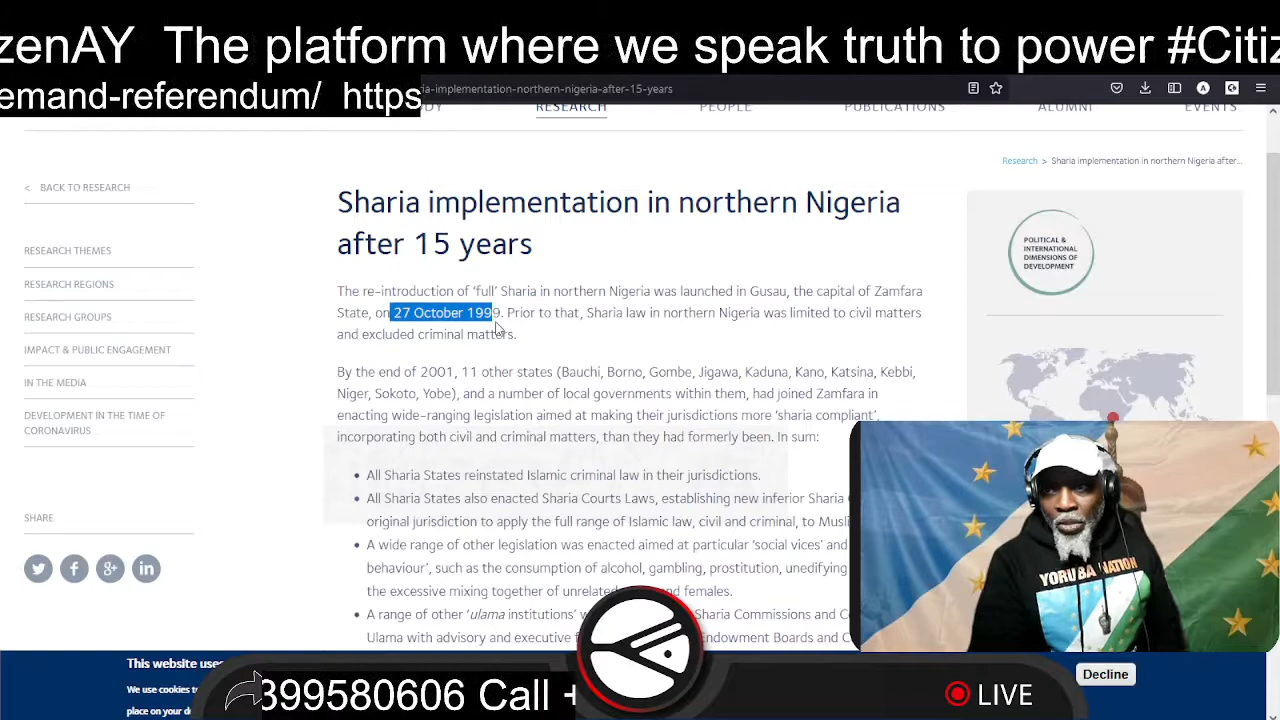 zenAY The platform where we speak truth to power #Citiz
emand-referendum/ https
ia-implementation-northern-nigeria-after-15-years
RESEARCH PEOPLE PUBLICATIONS ALUMNI EVENTS
Research > Sharia implementation in northern Nigeria after...
< BACK TO RESEARCH
RESEARCH THEMES
RESEARCH REGIONS
RESEARCH GROUPS
IMPACT & PUBLIC ENGAGEMENT
IN THE MEDIA
DEVELOPMENT IN THE TIME OF
CORONAVIRUS
SHARE
Sharia implementation in northern Nigeria
after 15 years
The re-introduction of ‘full’ Sharia in northern Nigeria was launched in Gusau, the capital of Zamfara
State, on 27 October 1999. Prior to that, Sharia law in northern Nigeria was limited to civil matters
and excluded criminal matters.
By the end of 2001, 11 other states (Bauchi, Borno, Gombe, Jigawa, Kaduna, Kano, Katsina, Kebbi,
Niger, Sokoto, Yobe), and a number of local governments within them, had joined Zamfara in
enacting wide-ranging legislation aimed at making their jurisdictions more ‘sharia compliant’,
incorporating both civil and criminal matters, than they had formerly been. In sum:
• All Sharia States reinstated Islamic criminal law in their jurisdictions.
• All Sharia States also enacted Sharia Courts Laws, establishing new inferior Sharia
original jurisdiction to apply the full range of Islamic law, civil and criminal, to
• A wide range of other legislation was enacted aimed at particular ‘social vices’ and
behaviour’, such as the consumption of alcohol, gambling, prostitution, unedifying
the excessive mixing together of unrelated females.
• A range of other ‘ulama institutions’ Sharia Commissions and
Ulama with advisory and executive Endowment Boards and
POLITICAL &
INTERNATIONAL
DIMENSIONS OF
DEVELOPMENT
YORUBA NATION
This website use
We use cookies t
place on your de
Decline
399580606 Call +
LIVE